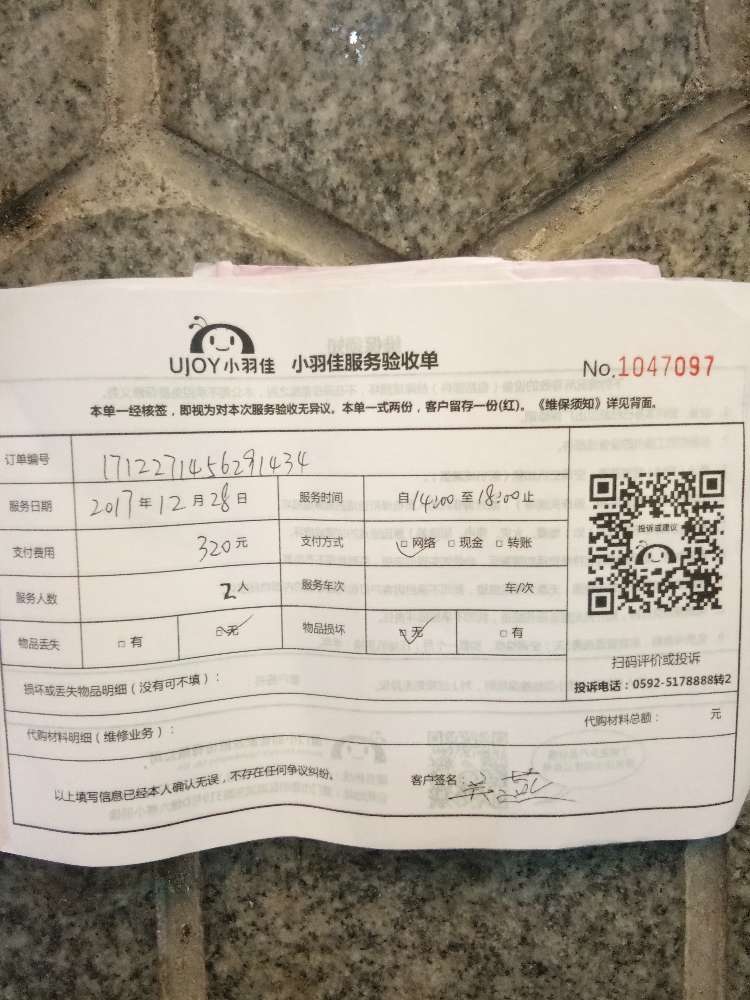 UJOY小羽佳 小羽佳服务验收单 No.1047097
本单一经核签，即视为对本次服务验收无异议。本单一式两份，客户留存一份(红)。《维保须知》详见背面。
订单编号 1712271456291434
服务日期 2017年12月28日 服务时间 自14:00至18:00止
支付费用 320元 支付方式 □网络 □现金 □转账
服务人数 2人 服务车次 车/次
物品丢失 □有 □无 物品损坏 □无 □有
投诉或建议
扫码评价或投诉
投诉电话：0592-5178888转2
损坏或丢失物品明细（没有可不填）：
代购材料明细（维修业务）： 代购材料总额： 元
以上填写信息已经本人确认无误，不存在任何争议纠纷。 客户签名：